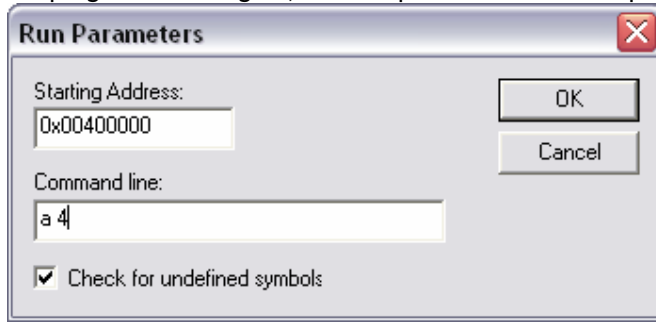 Run Parameters
Starting Address:
0x00400000
OK
Cancel
Command line:
a 4
Check for undefined symbols